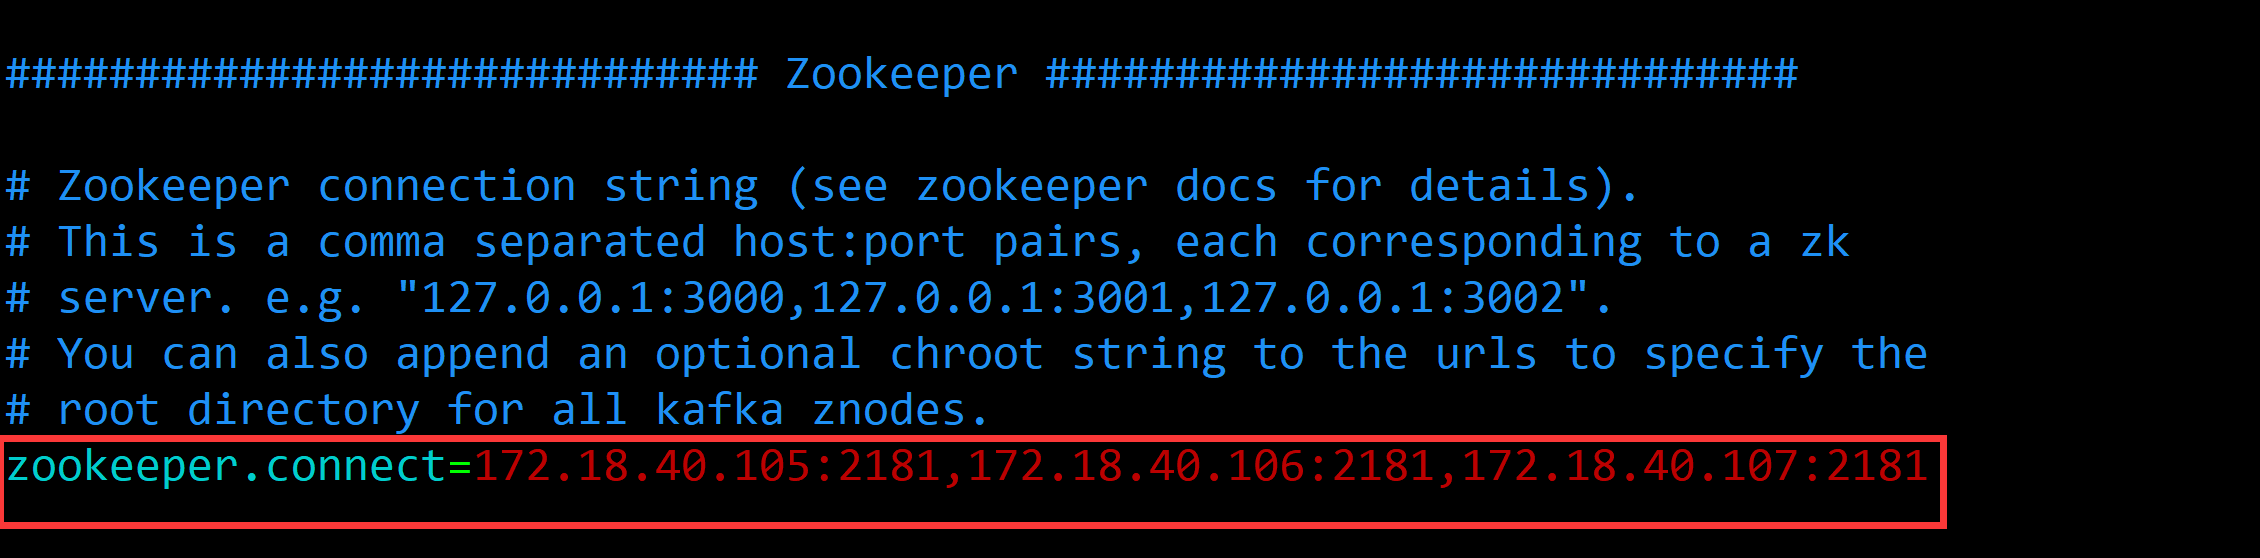 ############################# Zookeeper #############################
# Zookeeper connection string (see zookeeper docs for details).
# This is a comma separated host:port pairs, each corresponding to a zk
# server. e.g. "127.0.0.1:3000,127.0.0.1:3001,127.0.0.1:3002".
# You can also append an optional chroot string to the urls to specify the
# root directory for all kafka znodes.
zookeeper.connect=172.18.40.105:2181,172.18.40.106:2181,172.18.40.107:2181